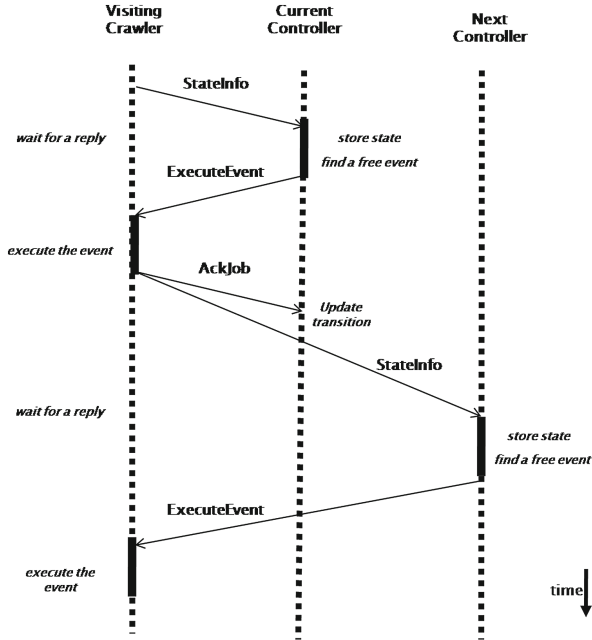 Visiting
Crawler
Current
Controller
Next
Controller
StateInfo
wait for a reply
store state
find a free event
ExecuteEvent
execute the event
AckJob
Update
transition
StateInfo
wait for a reply
store state
find a free event
ExecuteEvent
execute the
event
time